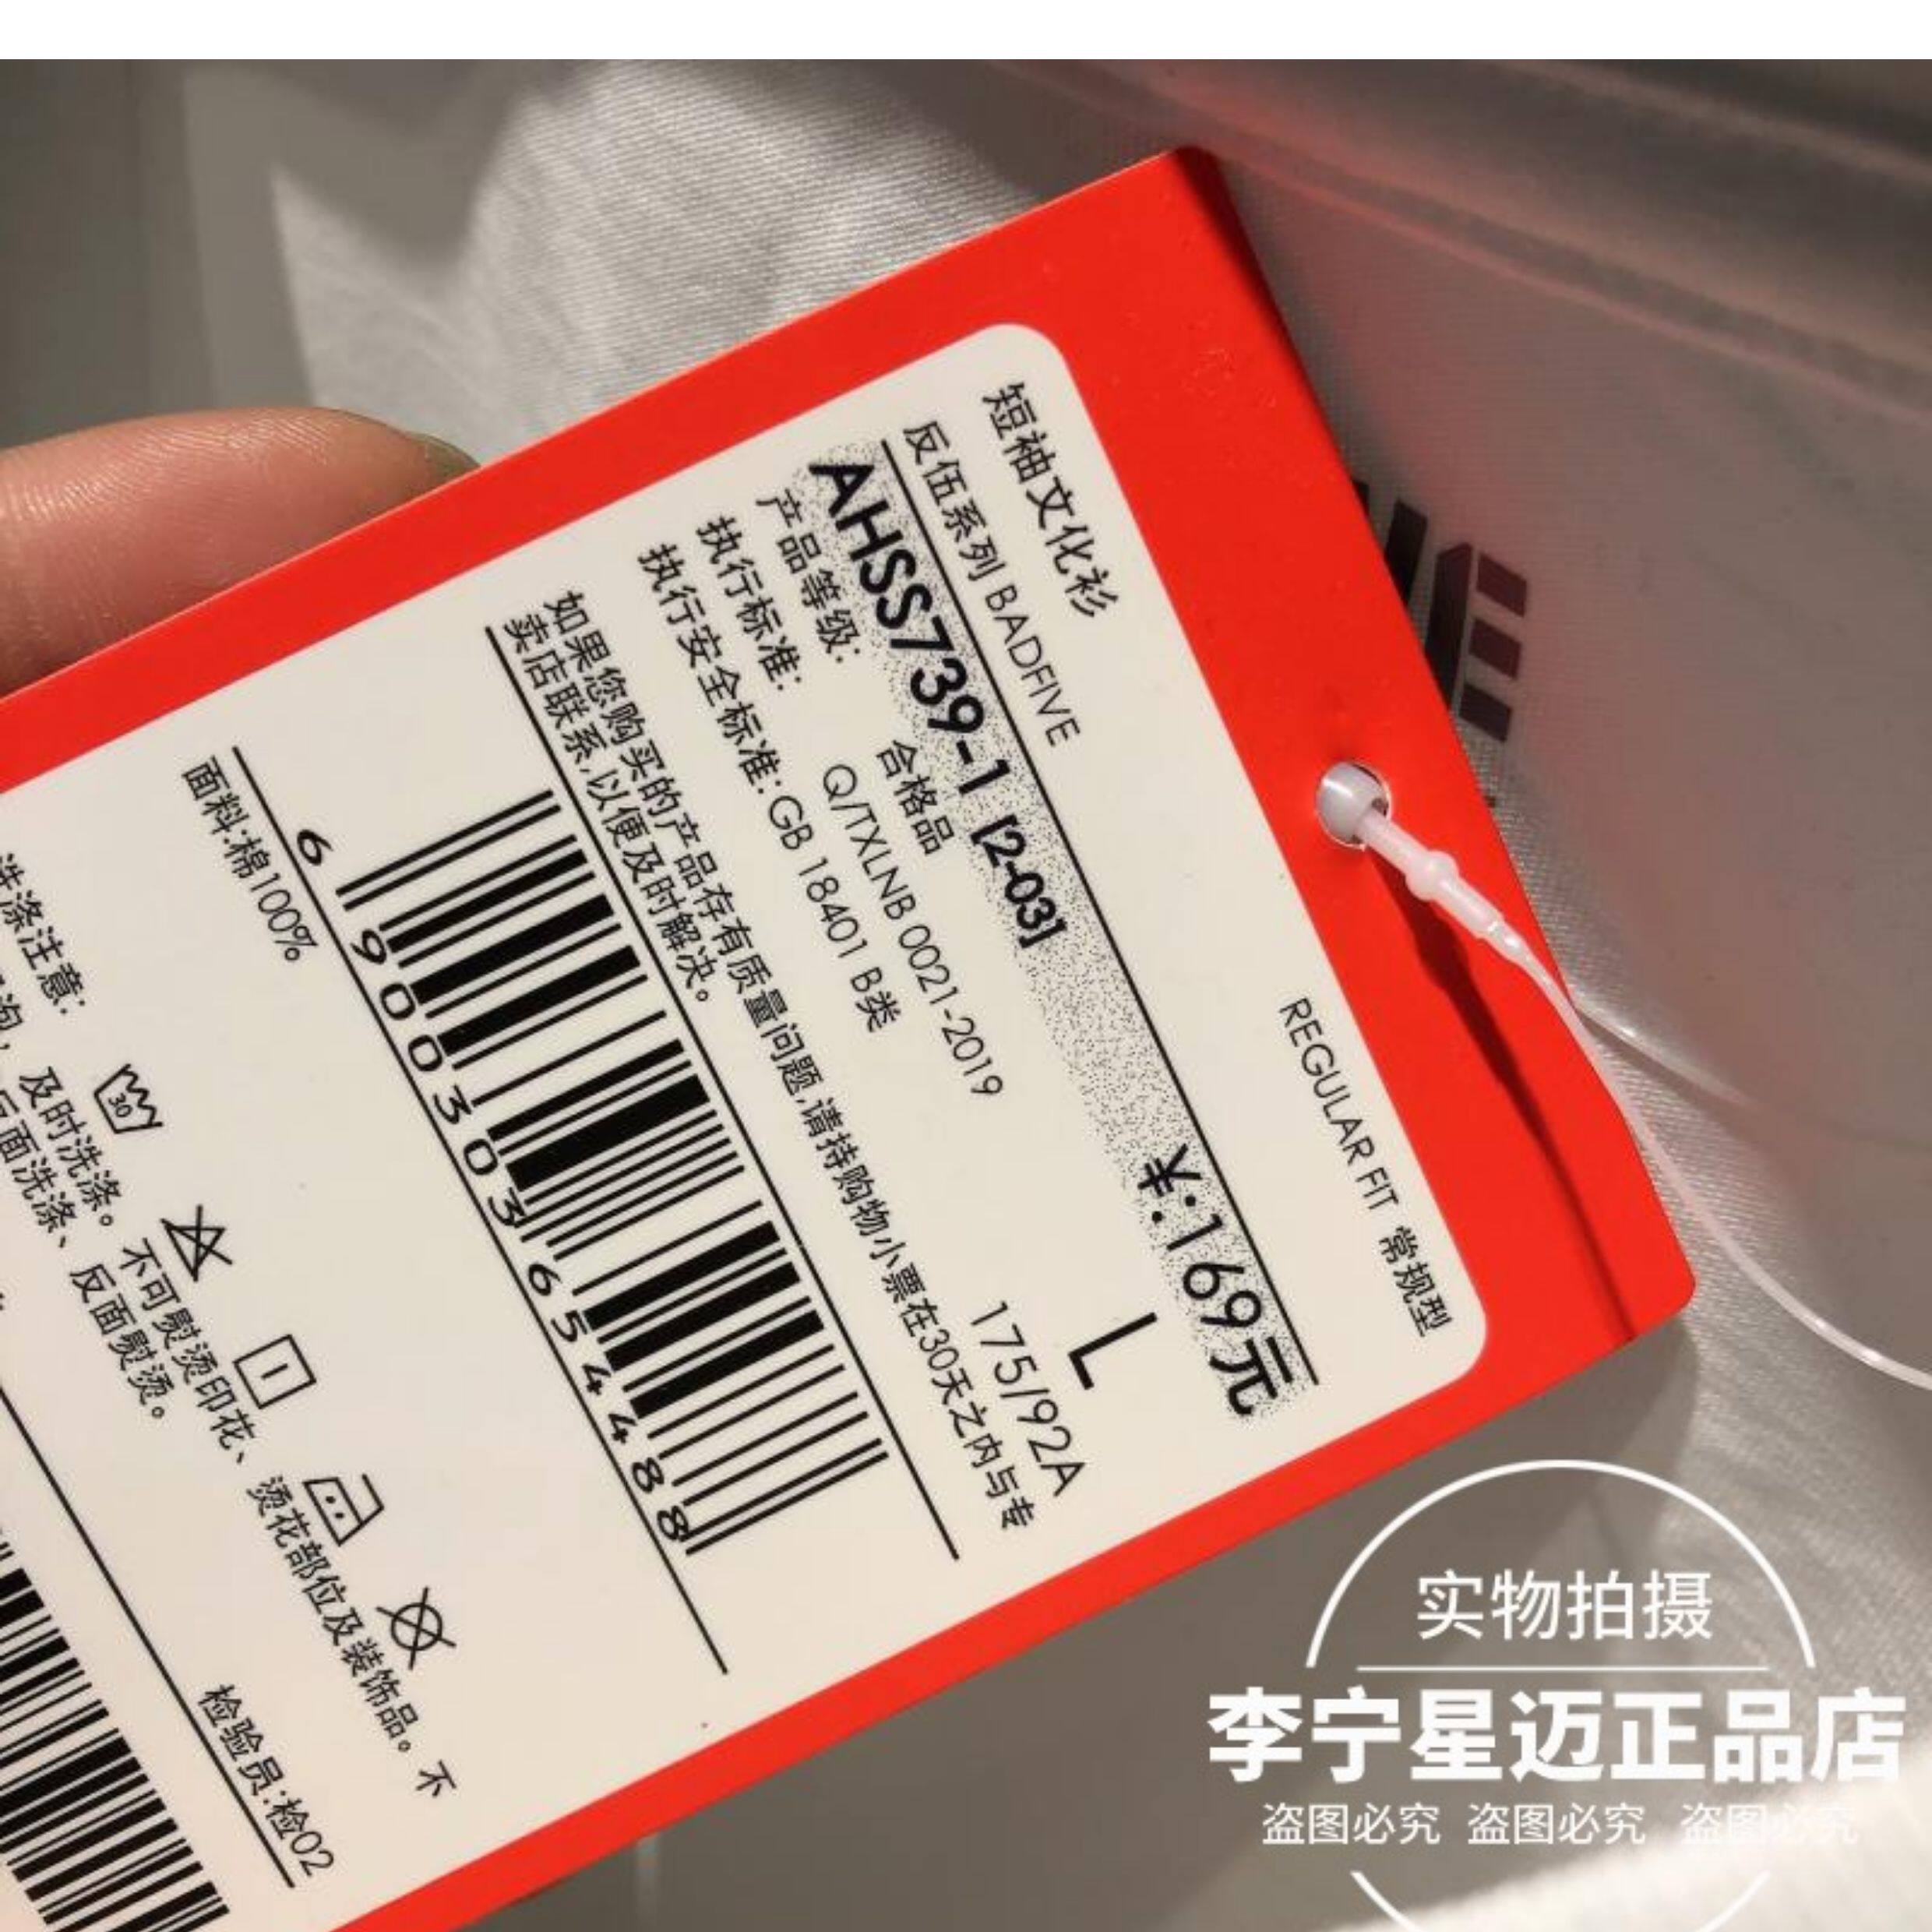 短袖文化衫
REGULAR FIT 常规型
反伍系列 BADFIVE
AHSS739-1 [2-03] ¥:169元
产品等级: 合格品 L
执行标准: Q/TXLNB 0021-2019 175/92A
执行安全标准:GB 18401 B类
如果您购买的产品存有质量问题,请持购物小票在30天之内与专
卖店联系,以便及时解决。
6 900303 654488
面料:棉100%
30
洗涤注意:
及时洗涤。不可熨烫印花、烫花部位及装饰品。不
面洗涤、反面熨烫。
检验员:检02
实物拍摄
李宁星迈正品店
盗图必究 盗图必究 盗图必究